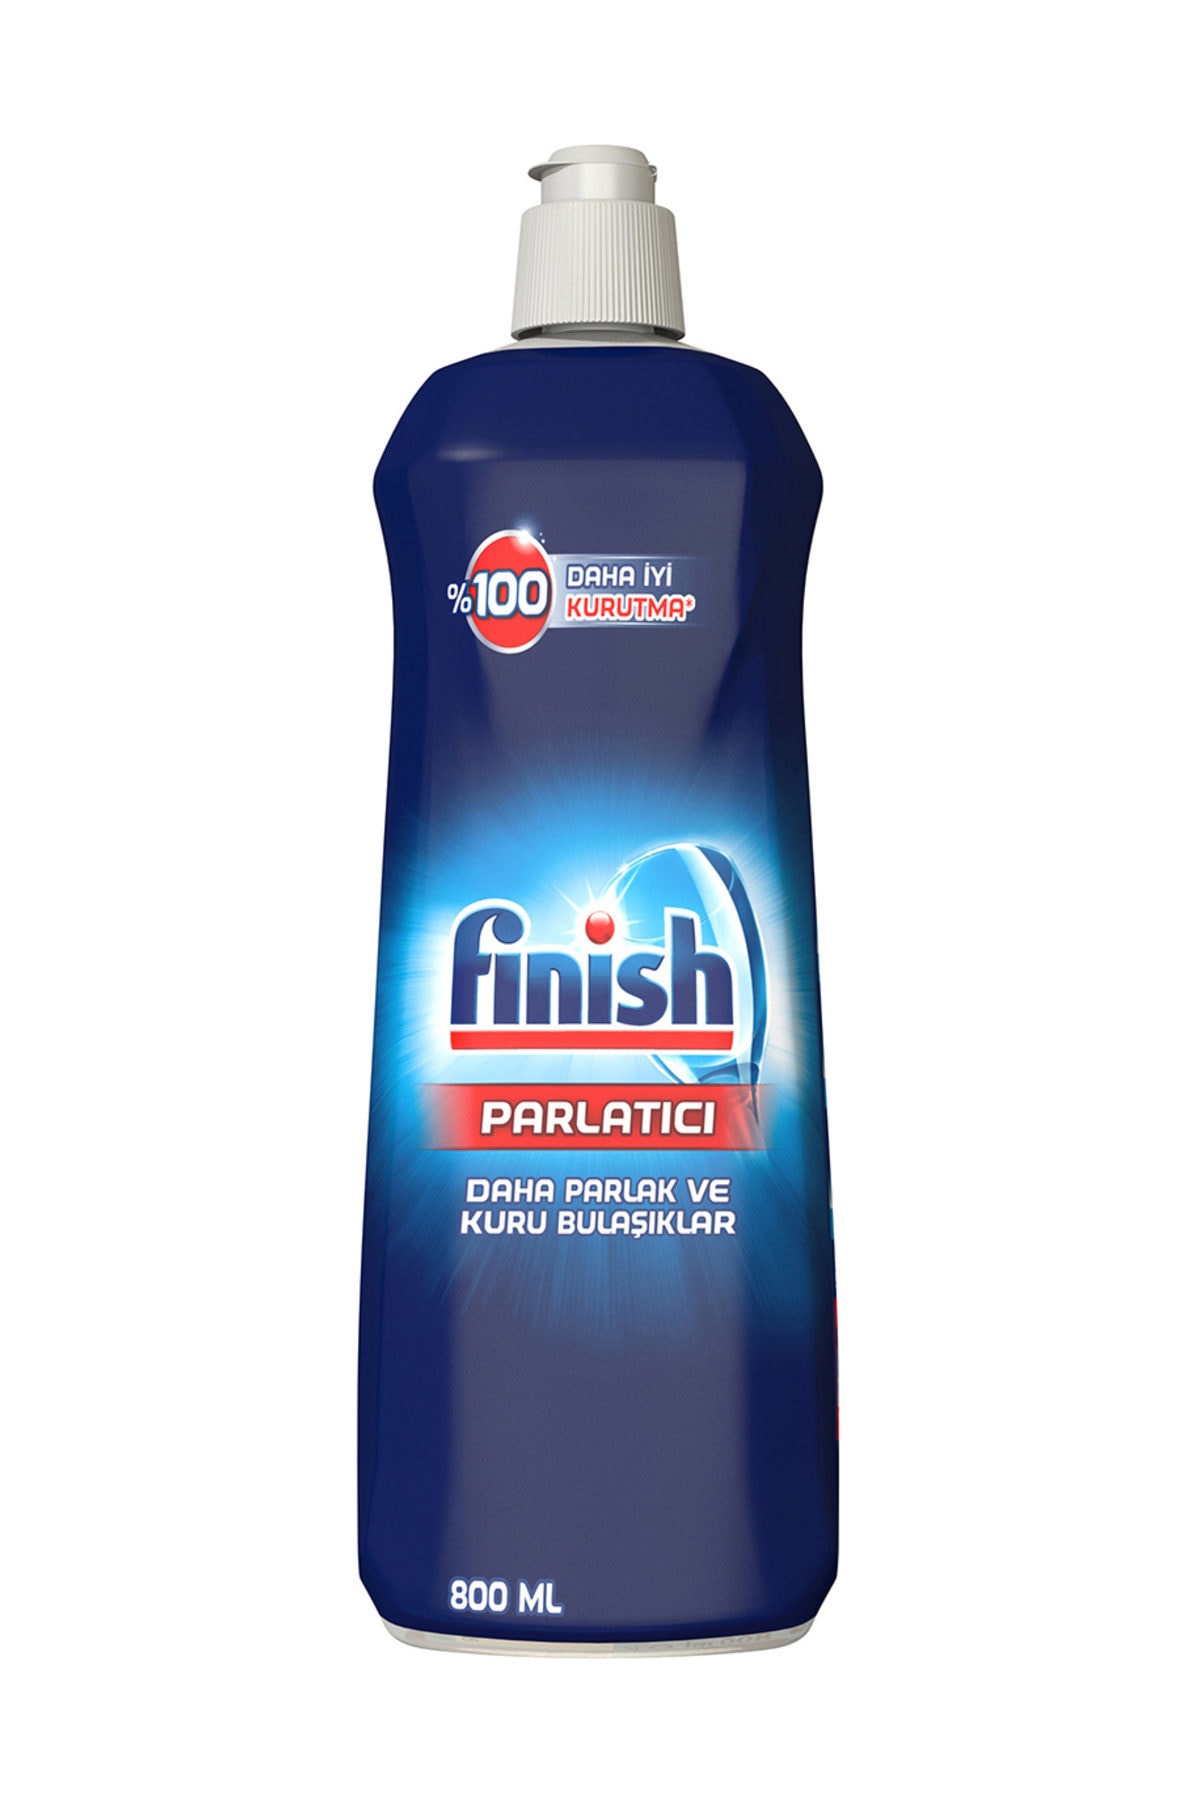 %100
DAHA İYİ
KURUTMA*
finish
PARLATICI
DAHA PARLAK VE
KURU BULAŞIKLAR
800 ML